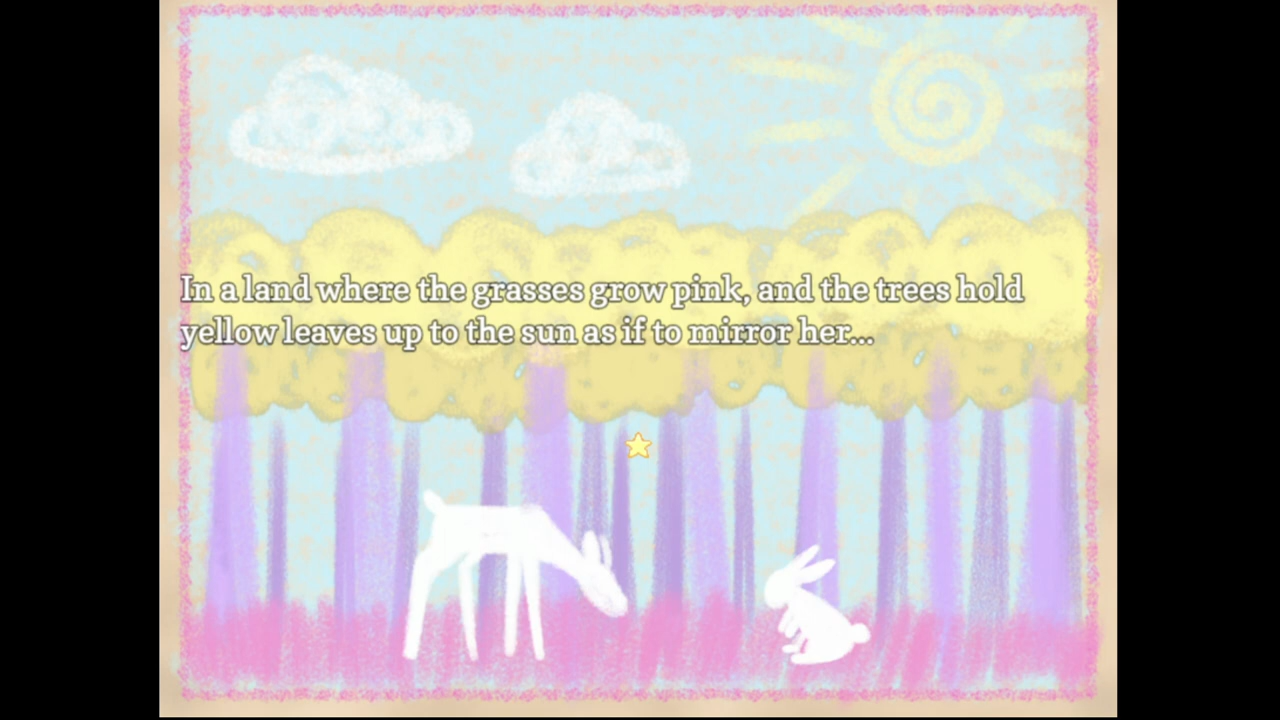 In a land where the grasses grow pink, and the trees hold
yellow leaves up to the sun as if to mirror her...